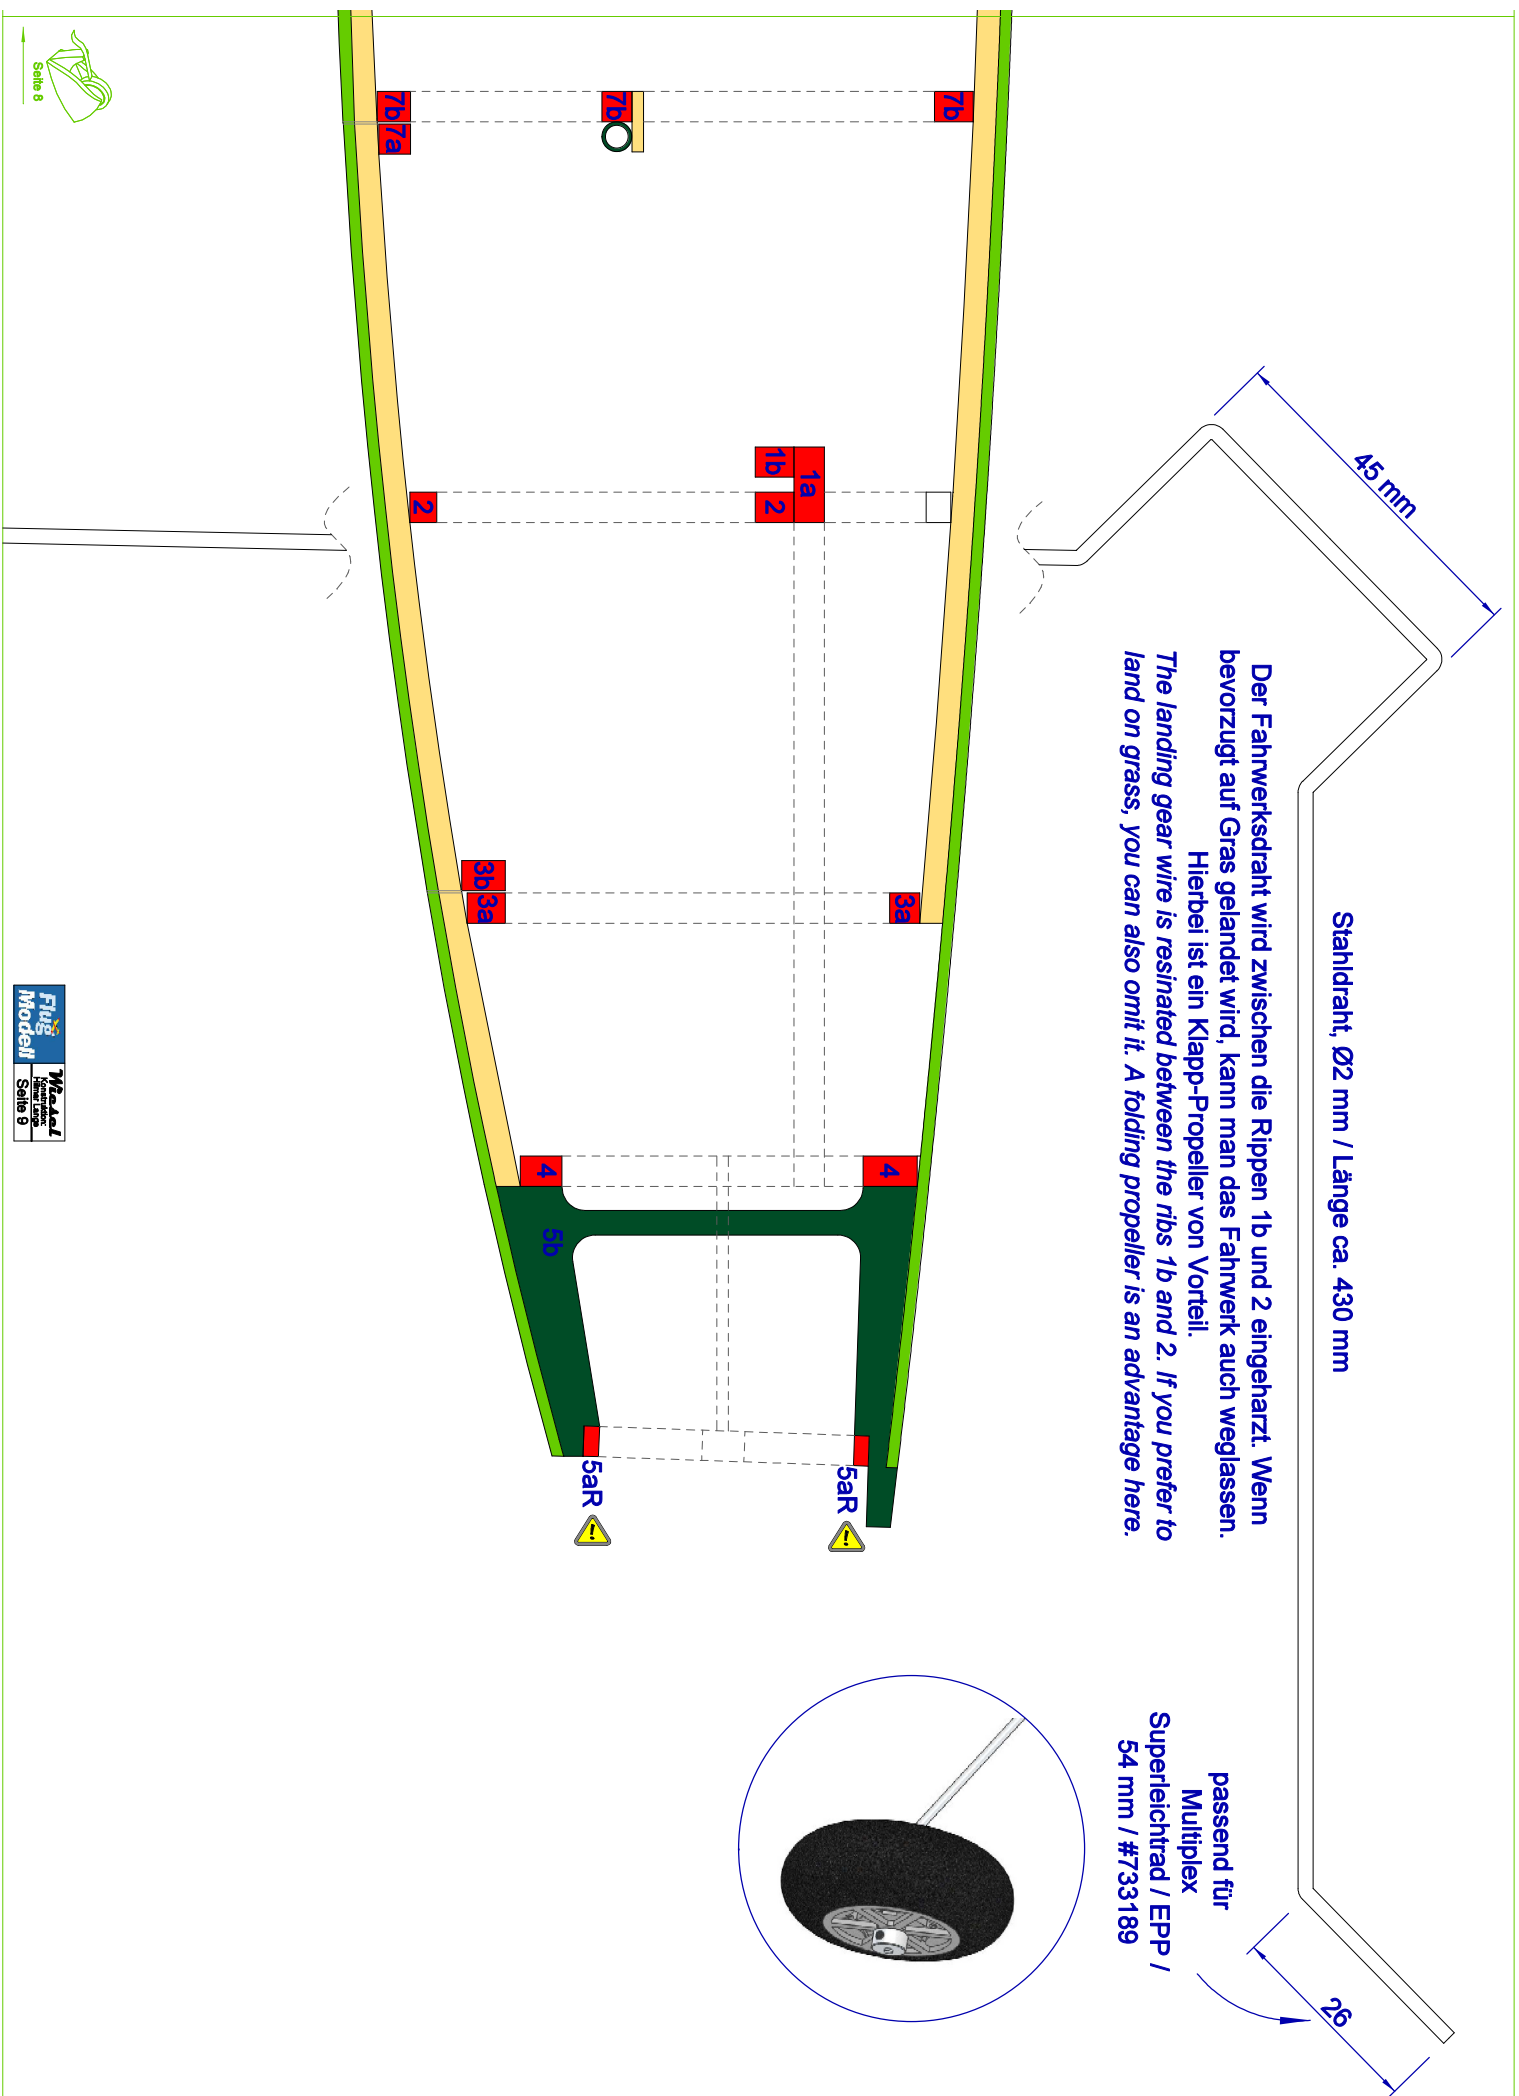 45 mm
Stahldraht, Ø2 mm / Länge ca. 430 mm
Der Fahrwerksdraht wird zwischen die Rippen 1b und 2 eingeharzt. Wenn
bevorzugt auf Gras gelandet wird, kann man das Fahrwerk auch weglassen.
Hierbei ist ein Klapp-Propeller von Vorteil.
The landing gear wire is resinated between the ribs 1b and 2. If you prefer to
land on grass, you can also omit it. A folding propeller is an advantage here.
passend für
Multiplex
Superleichtrad / EPP /
54 mm / #733189
26
7b
7b
7b
7a
1a
1b
2
2
3a
3b
3a
4
4
5b
5aR
!
5aR
!
Seite 8
Flug
Modell
Wiesel
Konstruktion:
Hilmar Lange
Seite 9